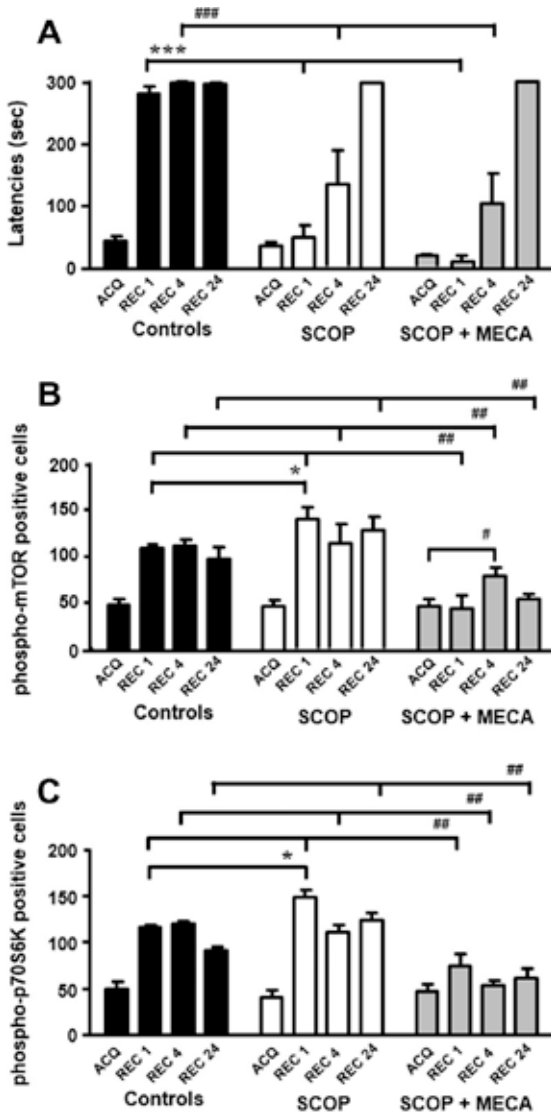 A
###
***
Latencies (sec)
300
200
100
0
ACQ REC 1 REC 4 REC 24 ACQ REC 1 REC 4 REC 24 ACQ REC 1 REC 4 REC 24
Controls SCOP SCOP + MECA
B
##
##
##
*
#
phospho-mTOR positive cells
200
150
100
50
0
ACQ REC 1 REC 4 REC 24 ACQ REC 1 REC 4 REC 24 ACQ REC 1 REC 4 REC 24
Controls SCOP SCOP + MECA
C
##
##
##
*
phospho-p70S6K positive cells
200
150
100
50
0
ACQ REC 1 REC 4 REC 24 ACQ REC 1 REC 4 REC 24 ACQ REC 1 REC 4 REC 24
Controls SCOP SCOP + MECA